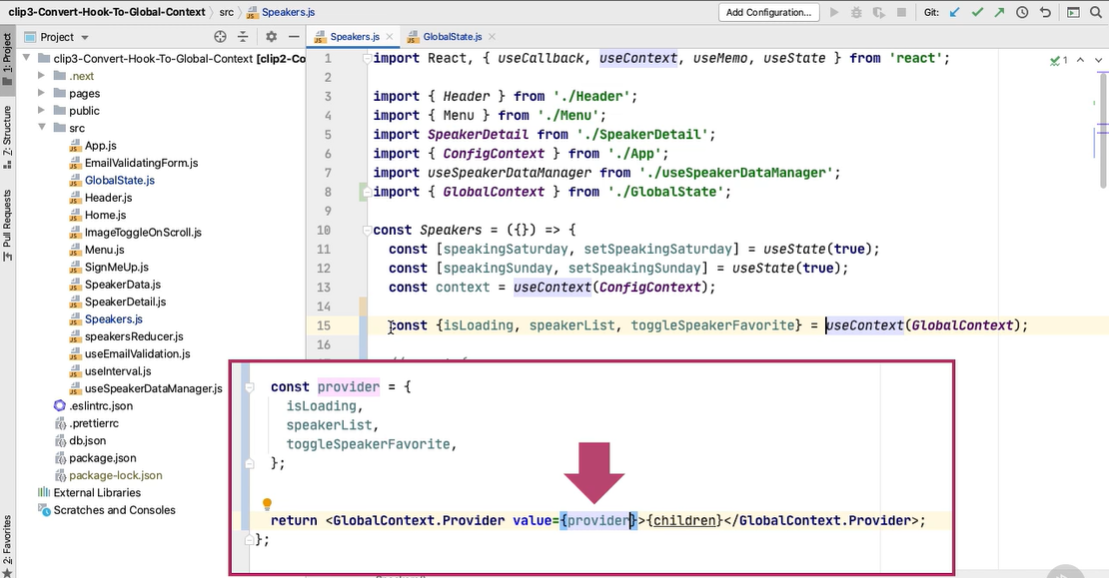 clip3-Convert-Hook-To-Global-Context
src
Speakers.js
Add Configuration...
Git:
1: Project
Project
Speakers.js
GlobalState.js
clip3-Convert-Hook-To-Global-Context [clip2-Co
.next
pages
public
src
App.js
EmailValidatingForm.js
GlobalState.js
Header.js
Home.js
ImageToggleOnScroll.js
Menu.js
SignMeUp.js
SpeakerData.js
SpeakerDetail.js
Speakers.js
speakersReducer.js
useEmailValidation.js
useInterval.js
useSpeakerDataManager.js
.eslintrc.json
.prettierrc
db.json
package.json
package-lock.json
External Libraries
Scratches and Consoles
Z: Structure
Pull Requests
2: Favorites
1 import React, { useCallback, useContext, useMemo, useState } from 'react';
2
3 import { Header } from './Header';
4 import { Menu } from './Menu';
5 import SpeakerDetail from './SpeakerDetail';
6 import { ConfigContext } from './App';
7 import useSpeakerDataManager from './useSpeakerDataManager';
8 import { GlobalContext } from './GlobalState';
9
10 const Speakers = ({}) => {
11 const [speakingSaturday, setSpeakingSaturday] = useState(true);
12 const [speakingSunday, setSpeakingSunday] = useState(true);
13 const context = useContext(ConfigContext);
14
15 const {isLoading, speakerList, toggleSpeakerFavorite} = useContext(GlobalContext);
16
1
const provider = {
isLoading,
speakerList,
toggleSpeakerFavorite,
};
return <GlobalContext.Provider value={provider}>{children}</GlobalContext.Provider>;
};